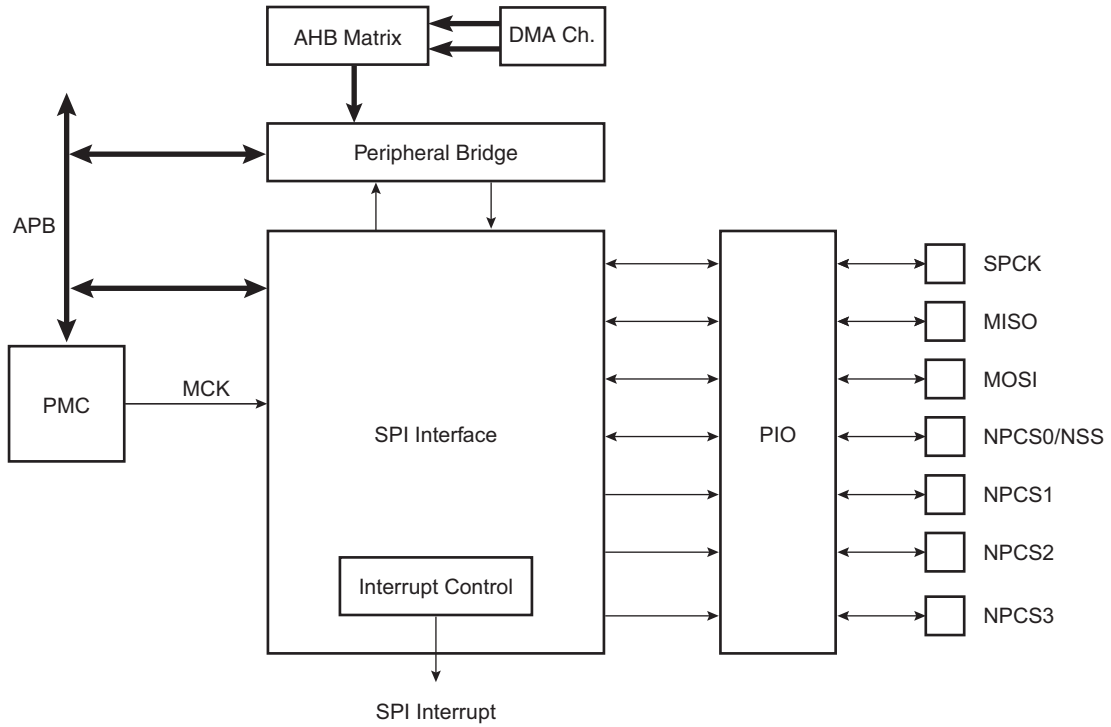 AHB Matrix
DMA Ch.
Peripheral Bridge
APB
SPCK
MISO
MCK
MOSI
PMC
SPI Interface
PIO
NPCS0/NSS
NPCS1
NPCS2
Interrupt Control
NPCS3
SPI Interrupt